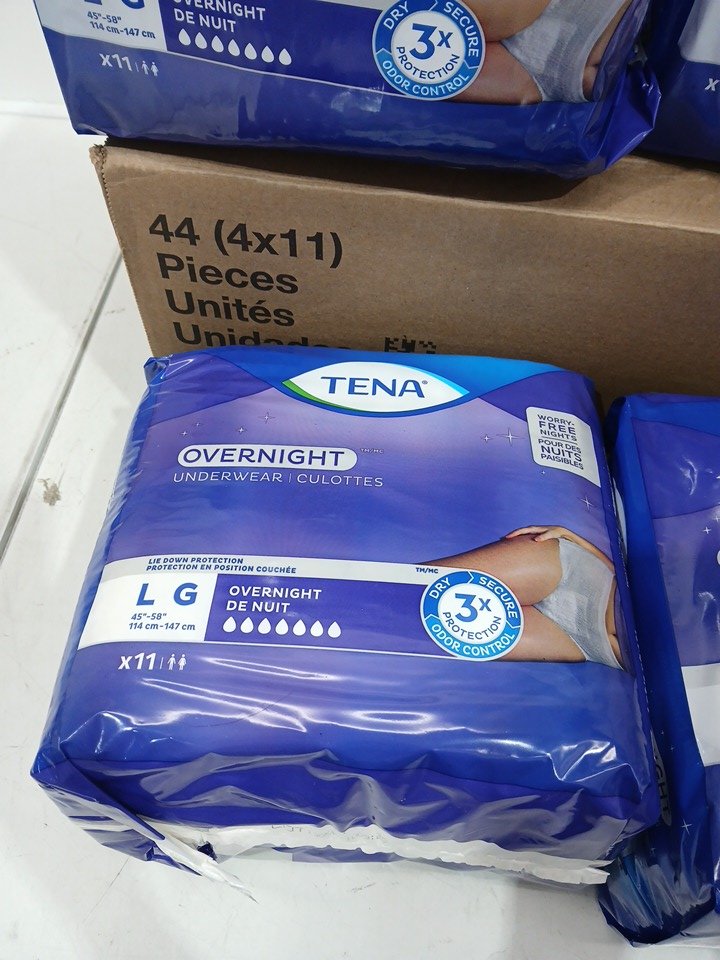 L G
45"-58"
114 cm-147 cm
OVERNIGHT
DE NUIT
x11
DRY
SECURE
3x
PROTECTION
ODOR CONTROL
x
44 (4x11)
Pieces
Unités
Unidades
TENA®
WORRY-
FREE
NIGHTS
POUR DES
NUITS
PAISIBLES
OVERNIGHT TM/MC
UNDERWEAR | CULOTTES
LIE DOWN PROTECTION
PROTECTION EN POSITION COUCHÉE
TM/MC
L G
45"-58"
114 cm-147 cm
OVERNIGHT
DE NUIT
x11
DRY
SECURE
3x
PROTECTION
ODOR CONTROL